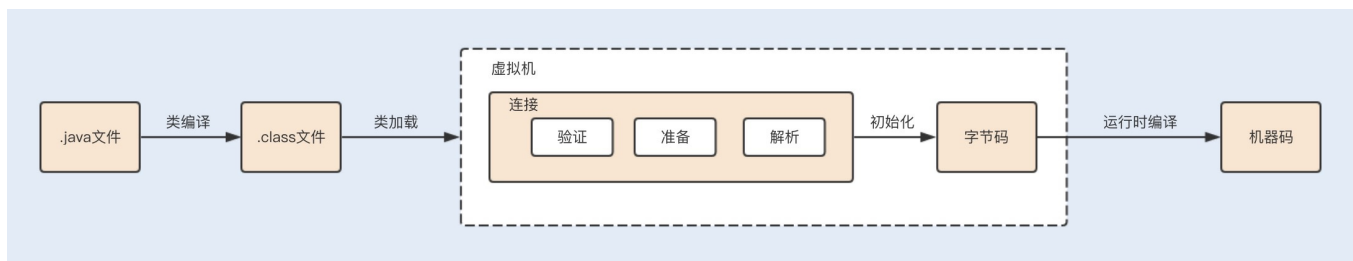 虚拟机
连接
.java文件
类编译
.class文件
类加载
验证
准备
解析
初始化
字节码
运行时编译
机器码